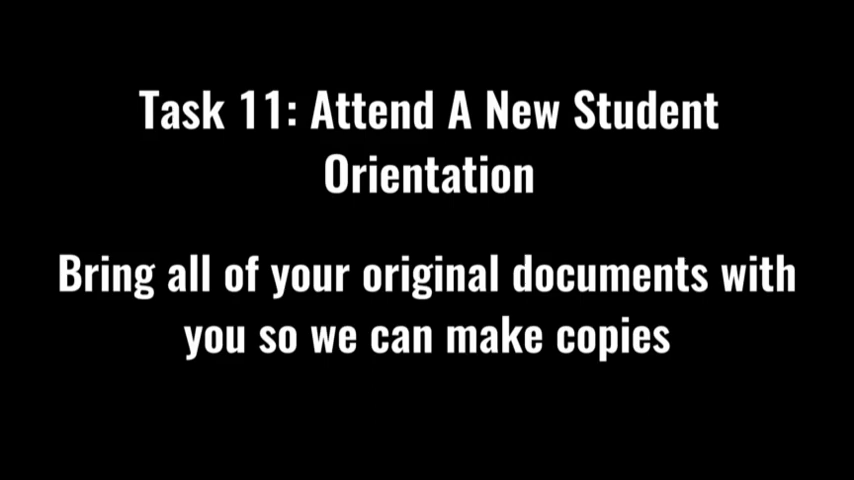 Task 11: Attend A New Student
Orientation
Bring all of your original documents with
you so we can make copies